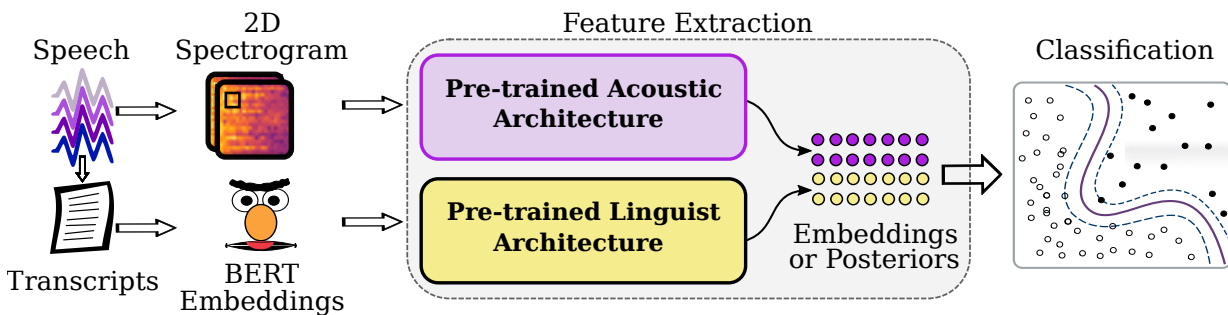 Speech
2D
Spectrogram
Feature Extraction
Classification
Pre-trained Acoustic
Architecture
Pre-trained Linguist
Architecture
Embeddings
or Posteriors
Transcripts
BERT
Embeddings